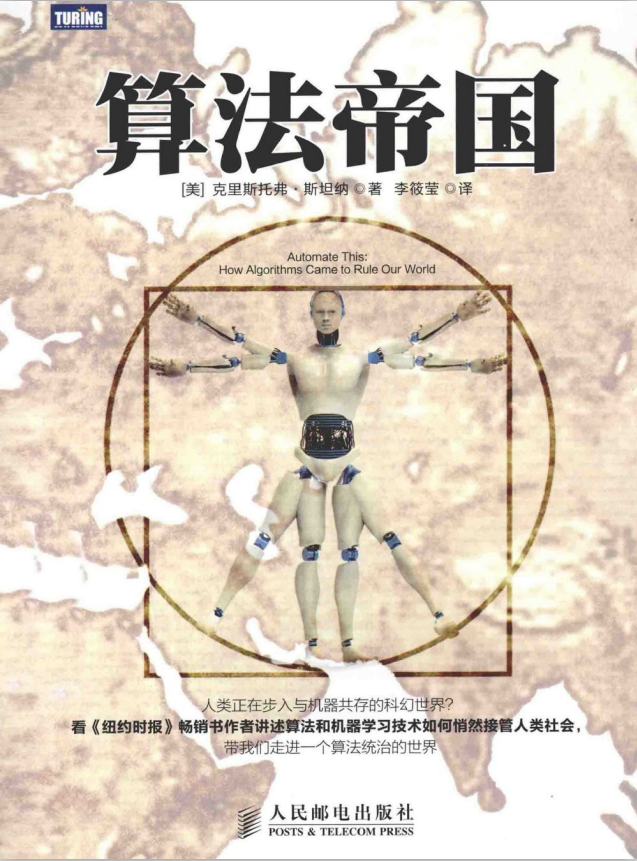 TURING
算法帝国
[美] 克里斯托弗·斯坦纳 ◎ 著 李筱莹 ◎ 译
Automate This:
How Algorithms Came to Rule Our World
人类正在步入与机器共存的科幻世界?
看《纽约时报》畅销书作者讲述算法和机器学习技术如何悄然接管人类社会，
带我们走进一个算法统治的世界
人民邮电出版社
POSTS & TELECOM PRESS